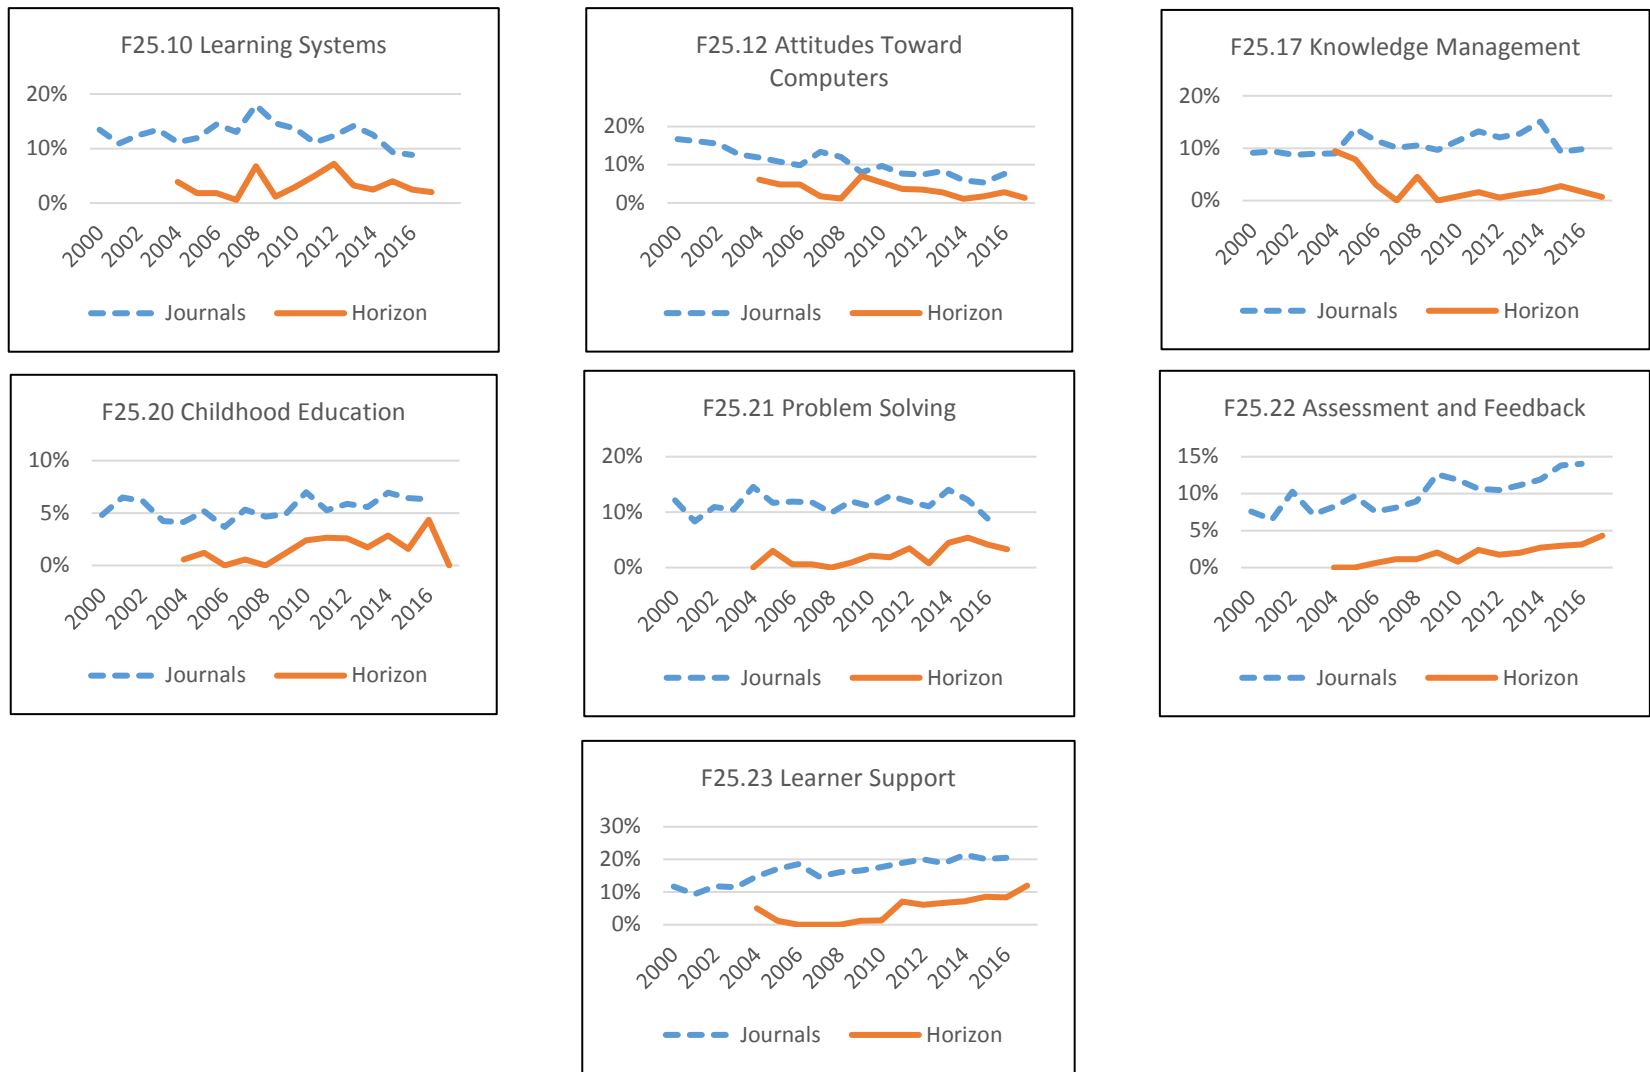 F25.10 Learning Systems
20%
10%
0%
2000 2002 2004 2006 2008 2010 2012 2014 2016
Journals Horizon
F25.12 Attitudes Toward
Computers
20%
10%
0%
2000 2002 2004 2006 2008 2010 2012 2014 2016
Journals Horizon
F25.17 Knowledge Management
20%
10%
0%
2000 2002 2004 2006 2008 2010 2012 2014 2016
Journals Horizon
F25.20 Childhood Education
10%
5%
0%
2000 2002 2004 2006 2008 2010 2012 2014 2016
Journals Horizon
F25.21 Problem Solving
20%
10%
0%
2000 2002 2004 2006 2008 2010 2012 2014 2016
Journals Horizon
F25.22 Assessment and Feedback
15%
10%
5%
0%
2000 2002 2004 2006 2008 2010 2012 2014 2016
Journals Horizon
F25.23 Learner Support
30%
20%
10%
0%
2000 2002 2004 2006 2008 2010 2012 2014 2016
Journals Horizon